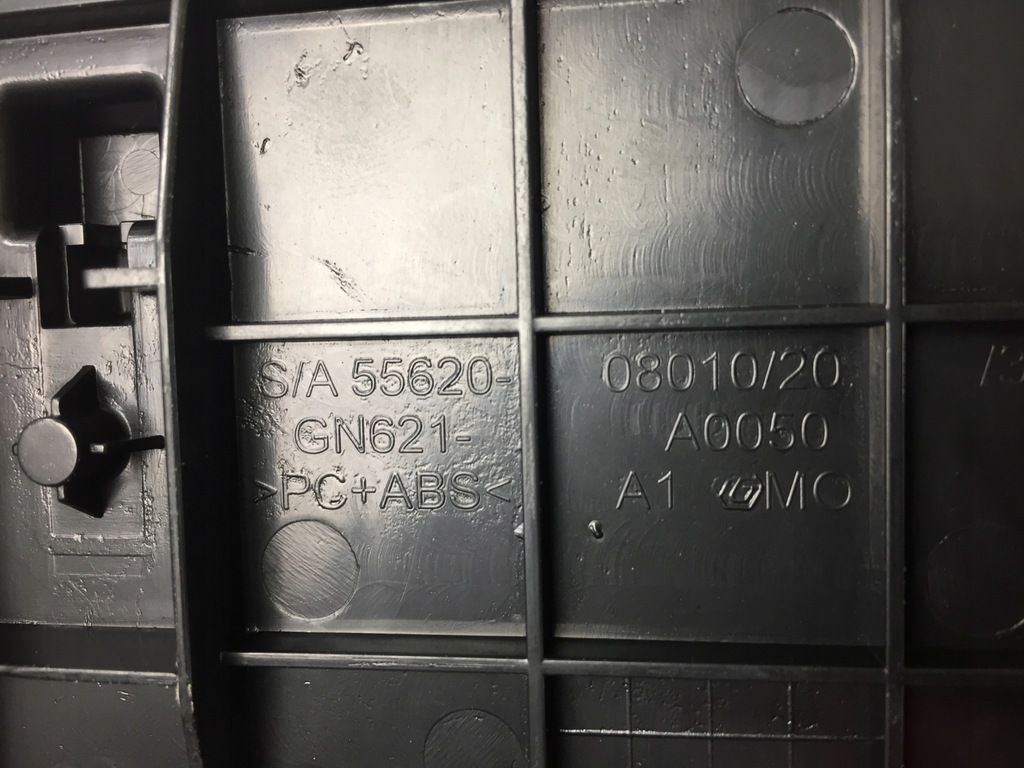 S/A 55620-08010/20
GN621-A0050
>PC+ABS< A1 MO